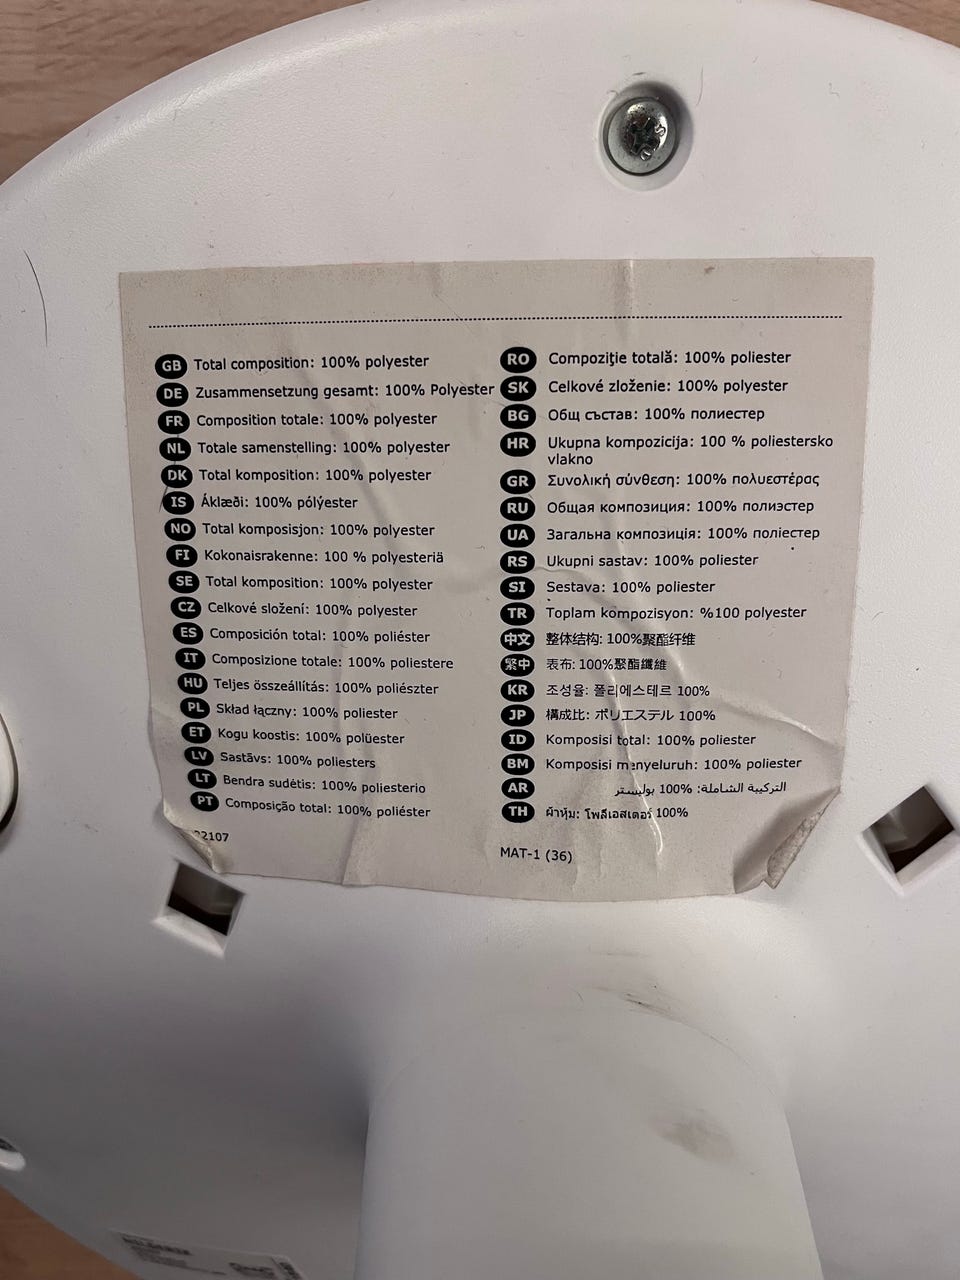 GB Total composition: 100% polyester
DE Zusammensetzung gesamt: 100% Polyester
FR Composition totale: 100% polyester
NL Totale samenstelling: 100% polyester
DK Total komposition: 100% polyester
IS Áklæði: 100% pólýester
NO Total komposisjon: 100% polyester
FI Kokonaisrakenne: 100 % polyesteriä
SE Total komposition: 100% polyester
CZ Celkové složení: 100% polyester
ES Composición total: 100% poliéster
IT Composizione totale: 100% poliestere
HU Teljes összeállítás: 100% poliészter
PL Skład łączny: 100% poliester
ET Kogu koostis: 100% polüester
LV Sastāvs: 100% poliesters
LT Bendra sudėtis: 100% poliesterio
PT Composição total: 100% poliéster
2107
RO Compoziţie totală: 100% poliester
SK Celkové zloženie: 100% polyester
BG Общ състав: 100% полиестер
HR Ukupna kompozicija: 100 % poliestersko
vlakno
GR Συνολική σύνθεση: 100% πολυεστέρας
RU Общая композиция: 100% полиэстер
UA Загальна композиція: 100% поліестер
RS Ukupni sastav: 100% poliester
SI Sestava: 100% poliester
TR Toplam kompozisyon: %100 polyester
中文 整体结构: 100%聚酯纤维
繁中 表布: 100%聚酯纖維
KR 조성율: 폴리에스테르 100%
JP 構成比: ポリエステル 100%
ID Komposisi total: 100% poliester
BM Komposisi menyeluruh: 100% poliester
AR التركيبة الشاملة: 100% بوليستر
TH ผ้าหุ้ม: โพลีเอสเตอร์ 100%
MAT-1 (36)